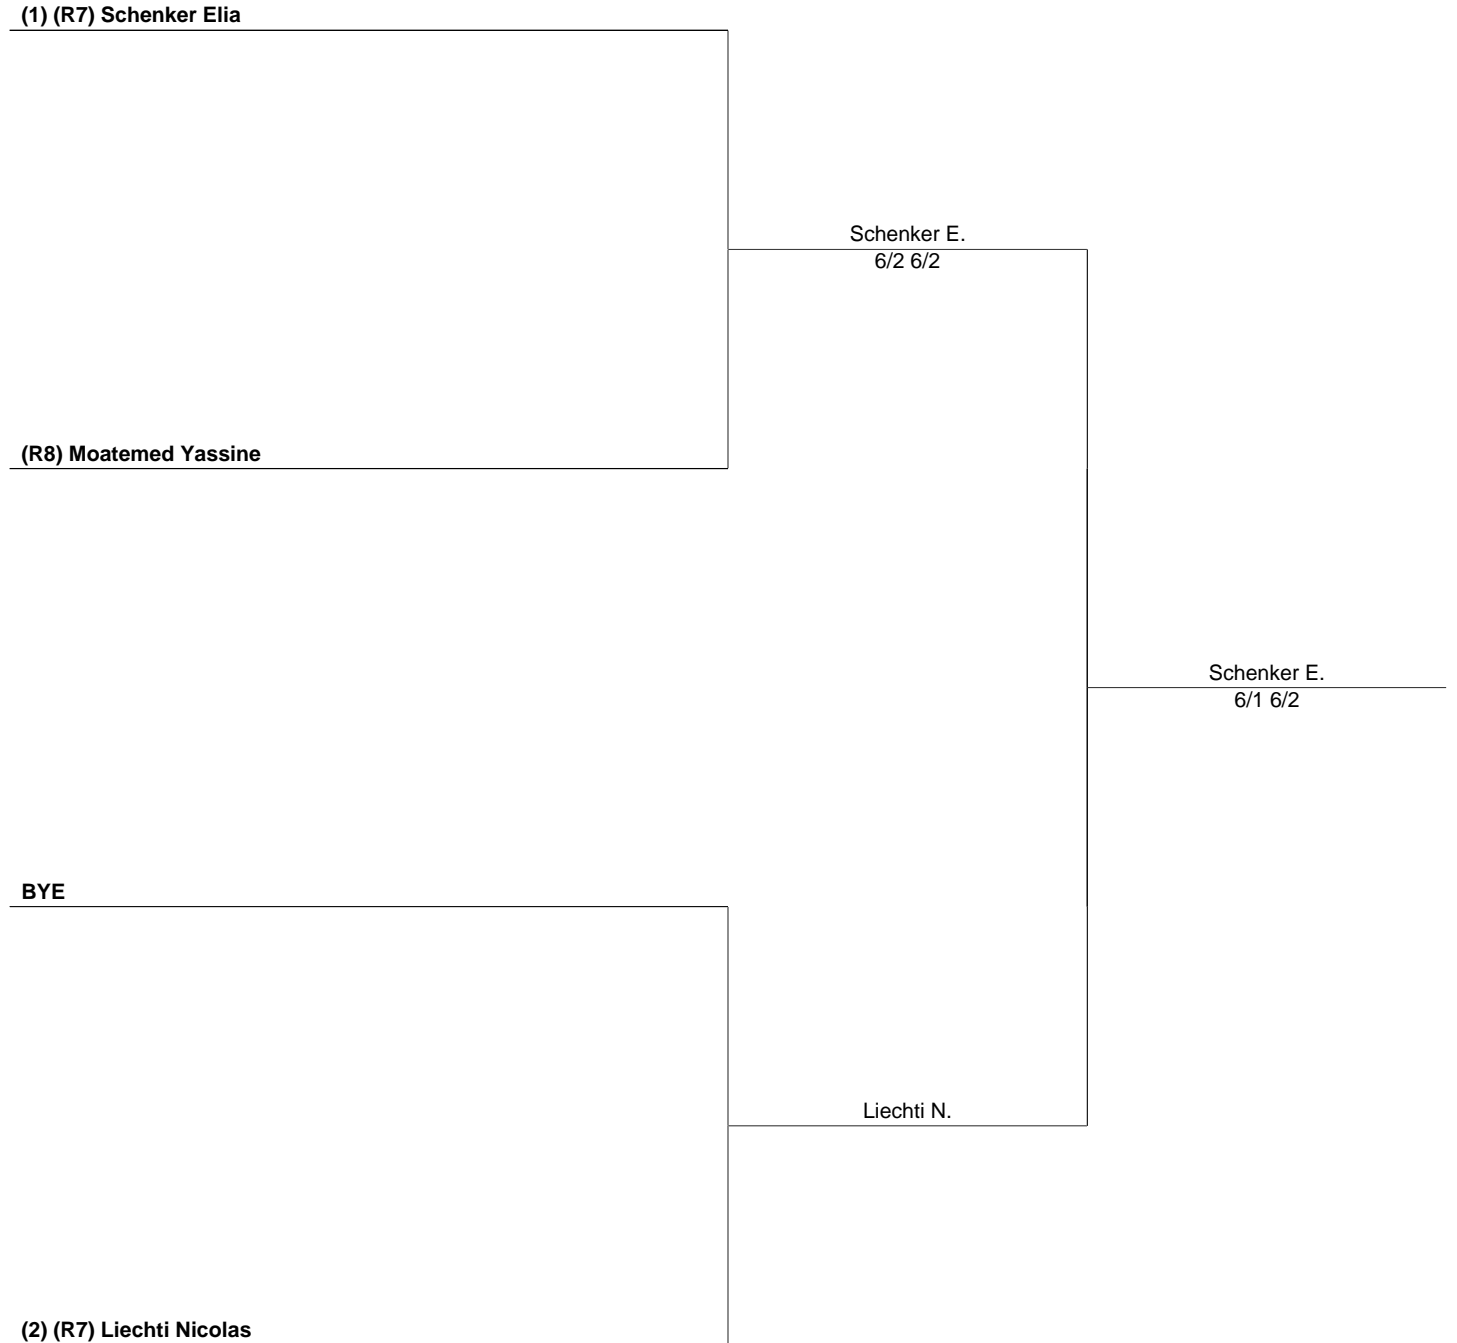 (1) (R7) Schenker Elia
Schenker E.
6/2 6/2
(R8) Moatemed Yassine
Schenker E.
6/1 6/2
BYE
Liechti N.
(2) (R7) Liechti Nicolas